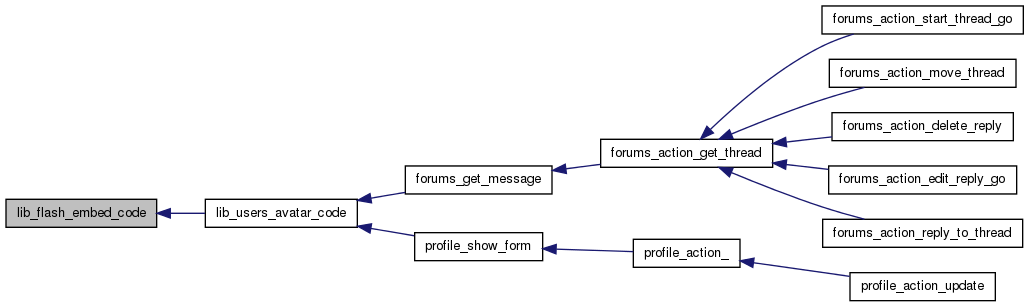 forums_action_start_thread_go
forums_action_move_thread
forums_action_delete_reply
forums_action_get_thread
forums_get_message
forums_action_edit_reply_go
lib_flash_embed_code
lib_users_avatar_code
forums_action_reply_to_thread
profile_show_form
profile_action_
profile_action_update